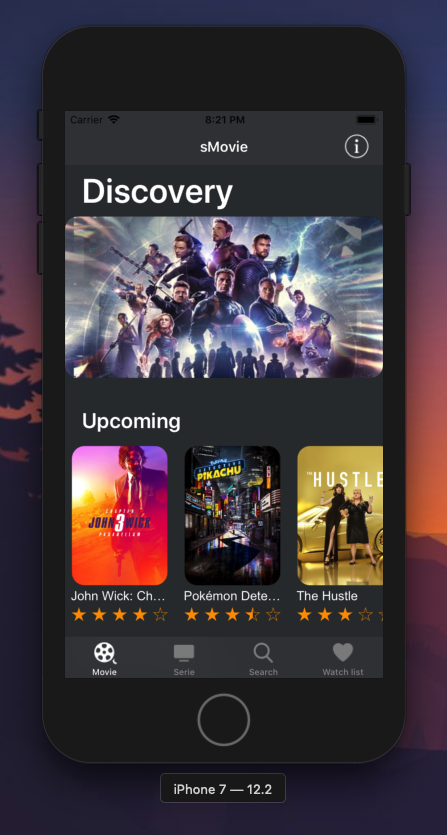 Carrier 8:21 PM
sMovie
Discovery
Upcoming
CHAPTER
JOHN 3 WICK
PARABELLUM
DETECTIVE
PIKACHU
THE HUSTLE
John Wick: Ch...
Pokémon Dete...
The Hustle
Movie
Serie
Search
Watch list
iPhone 7 — 12.2